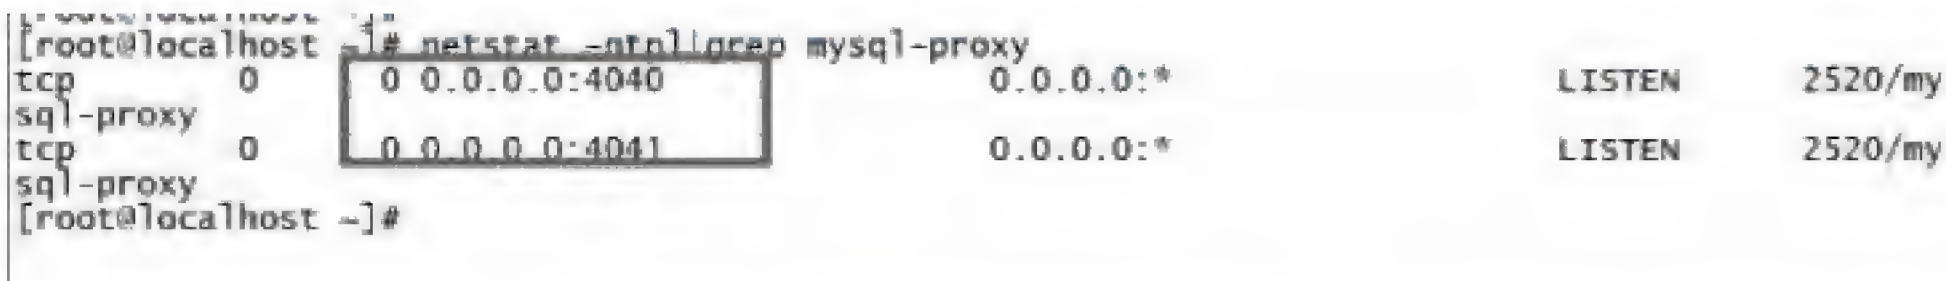 [root@localhost ~]# netstat -ntpl|grep mysql-proxy
tcp 0 0 0.0.0.0:4040 0.0.0.0:* LISTEN 2520/my
sql-proxy
tcp 0 0 0.0.0.0:4041 0.0.0.0:* LISTEN 2520/my
sql-proxy
[root@localhost ~]#